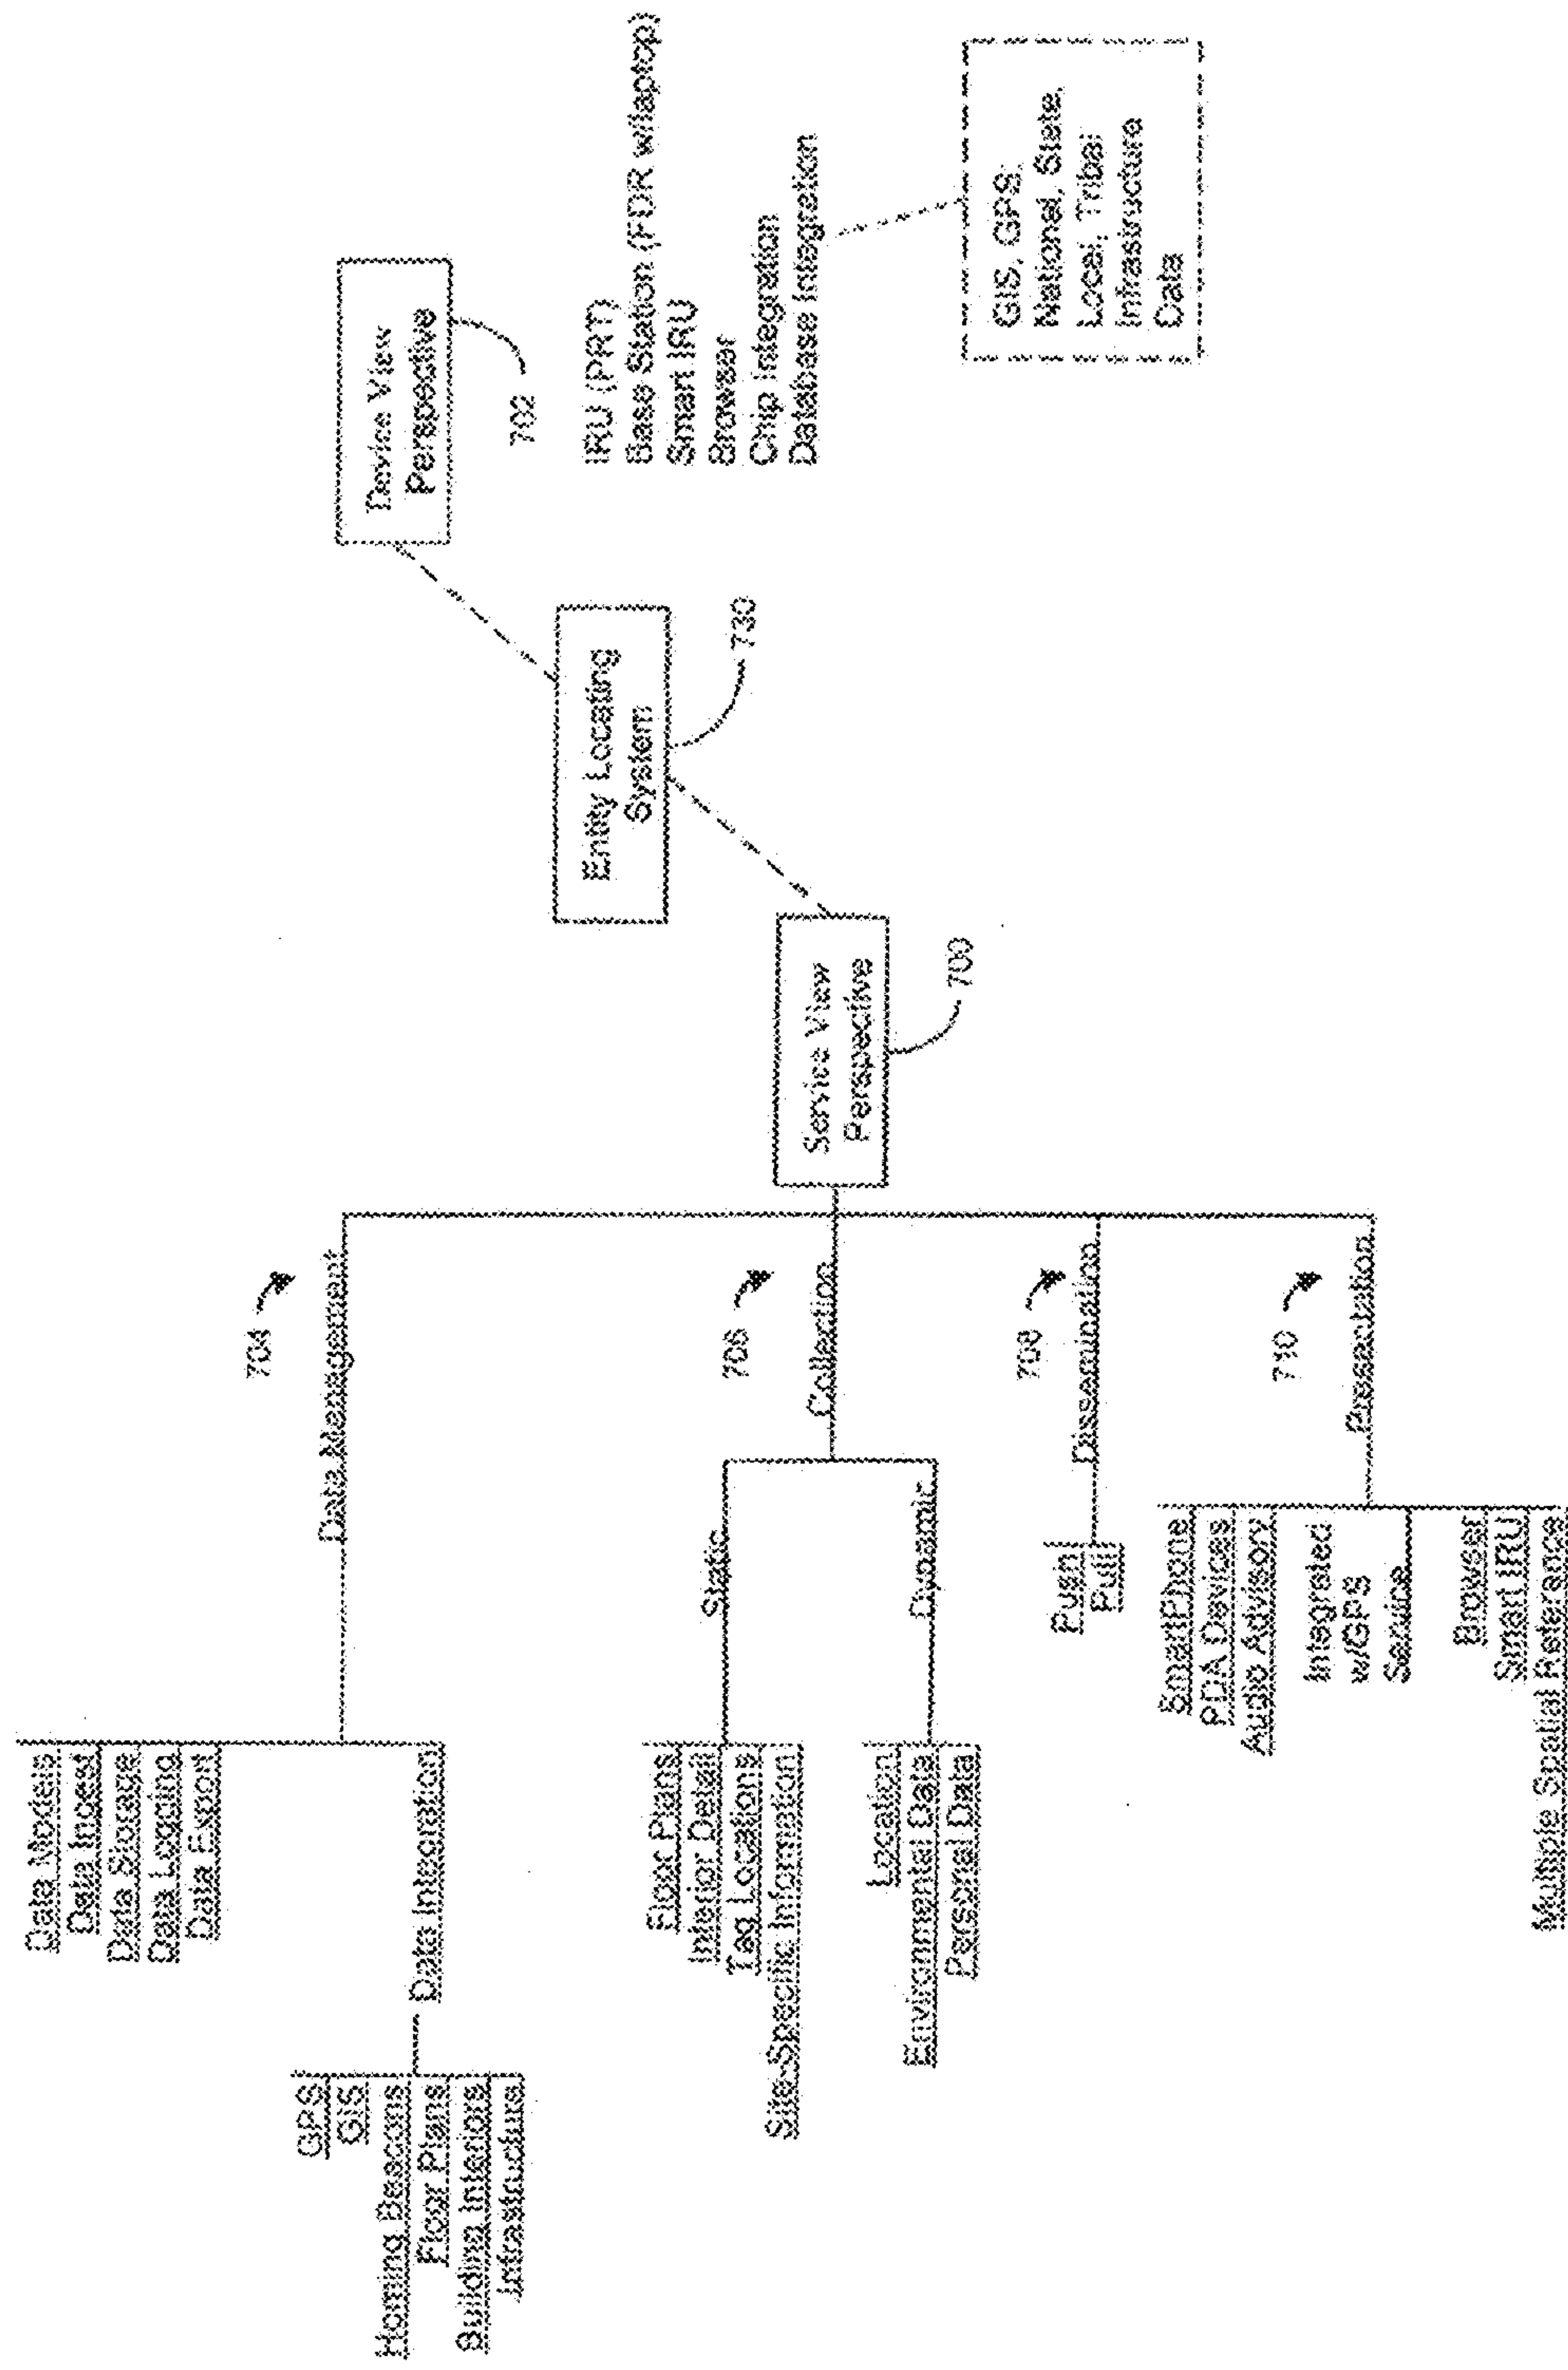 Device View
Perspective
702
Entity Locating
System
730
Service View
Perspective
700
IRU (PRT)
Base Station (FDR w/laptop)
Smart IRU
Browser
Chip Integration
Database Integration
GIS, GPS,
National, State,
Local, Tribal
Infrastructure
Data
704
Data Management
Data Models
Data Ingest
Data Storage
Data Logging
Data Export
Data Integration
GPS
GIS
Homing Beacons
Floor Plans
Building Interiors
Infrastructure
706
Collection
Static
Floor Plans
Interior Detail
Tag Locations
Site-Specific Information
Dynamic
Location
Environmental Data
Personal Data
708
Dissemination
Push
Pull
710
Presentation
SmartPhone
PDA Devices
Audio Advisory
Integrated
w/GPS
Service
Browser
Smart IRU
Multiple Spatial Reference